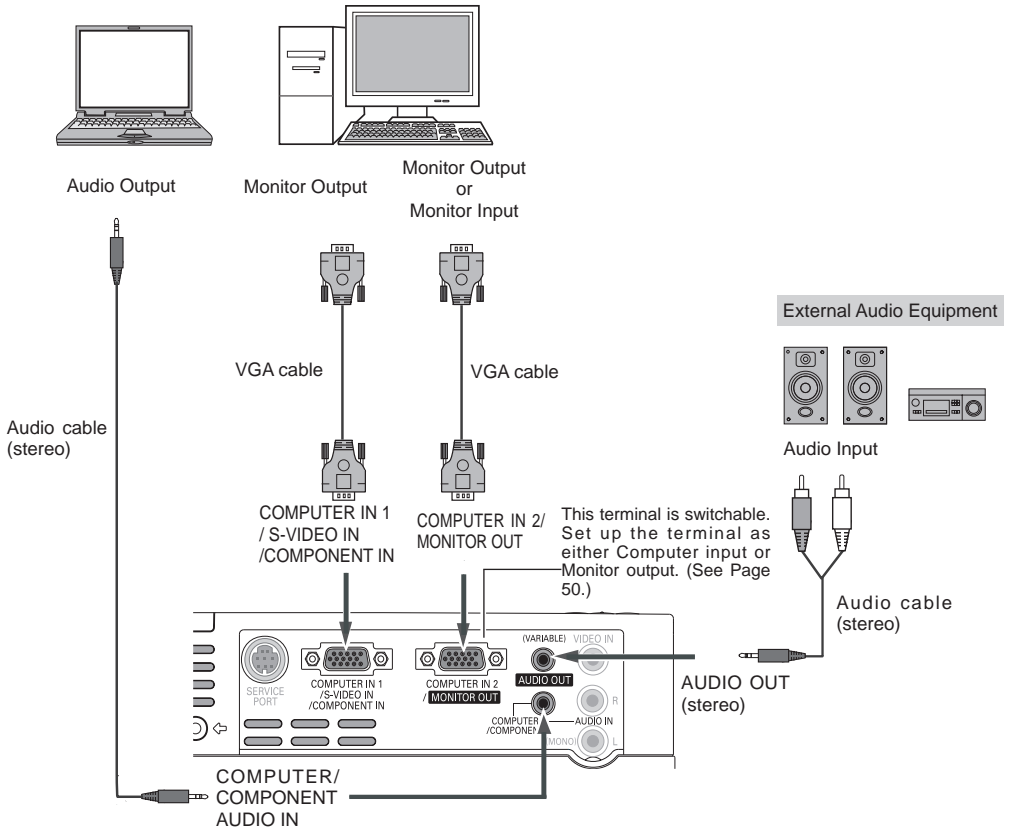 Audio Output
Monitor Output
Monitor Output
or
Monitor Input
External Audio Equipment
VGA cable
VGA cable
Audio cable
(stereo)
Audio Input
COMPUTER IN 1
/ S-VIDEO IN
/COMPONENT IN
COMPUTER IN 2/
MONITOR OUT
This terminal is switchable.
Set up the terminal as
either Computer input or
Monitor output. (See Page
50.)
Audio cable
(stereo)
(VARIABLE)
VIDEO IN
SERVICE
PORT
COMPUTER IN 1
/S-VIDEO IN
/COMPONENT IN
COMPUTER IN 2
/ MONITOR OUT
AUDIO OUT
R
COMPUTER
/COMPONE
AUDIO IN
(MONO)
L
AUDIO OUT
(stereo)
COMPUTER/
COMPONENT
AUDIO IN